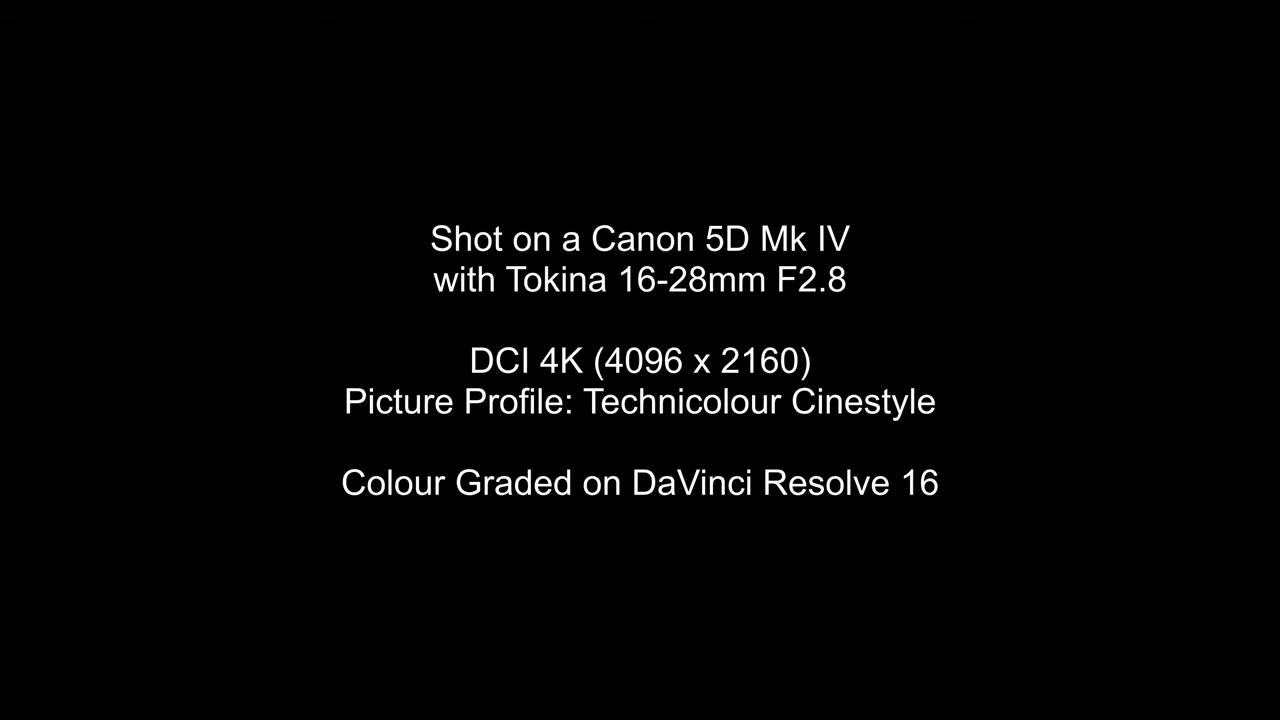 Shot on a Canon 5D Mk IV
with Tokina 16-28mm F2.8
DCI 4K (4096 x 2160)
Picture Profile: Technicolour Cinestyle
Colour Graded on DaVinci Resolve 16